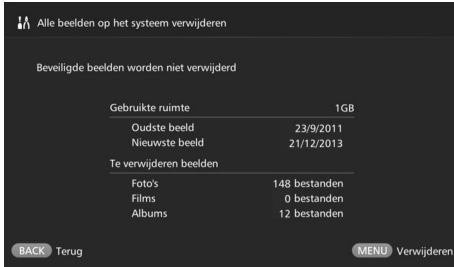 Alle beelden op het systeem verwijderen
Beveiligde beelden worden niet verwijderd
Gebruikte ruimte 1GB
Oudste beeld 23/9/2011
Nieuwste beeld 21/12/2013
Te verwijderen beelden
Foto's 148 bestanden
Films 0 bestanden
Albums 12 bestanden
BACK Terug MENU Verwijderen